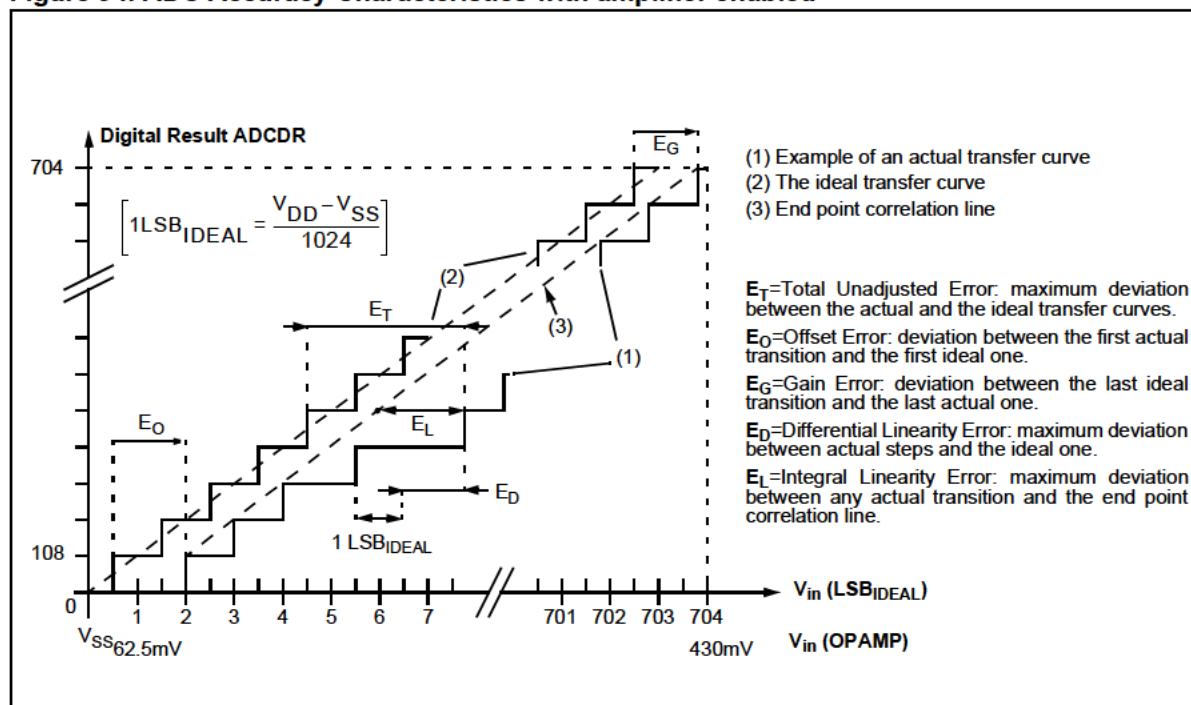 Digital Result ADCDR
E_G
704
(1) Example of an actual transfer curve
(2) The ideal transfer curve
(3) End point correlation line
1LSB_IDEAL = V_DD – V_SS / 1024
(2)
E_T
(3)
(1)
E_T=Total Unadjusted Error: maximum deviation
between the actual and the ideal transfer curves.
E_O=Offset Error: deviation between the first actual
transition and the first ideal one.
E_G=Gain Error: deviation between the last ideal
transition and the last actual one.
E_D=Differential Linearity Error: maximum deviation
between actual steps and the ideal one.
E_L=Integral Linearity Error: maximum deviation
between any actual transition and the end point
correlation line.
E_O
E_L
E_D
1 LSB_IDEAL
108
0
1 2 3 4 5 6 7 701 702 703 704
V_in (LSB_IDEAL)
V_SS 62.5mV 430mV
V_in (OPAMP)